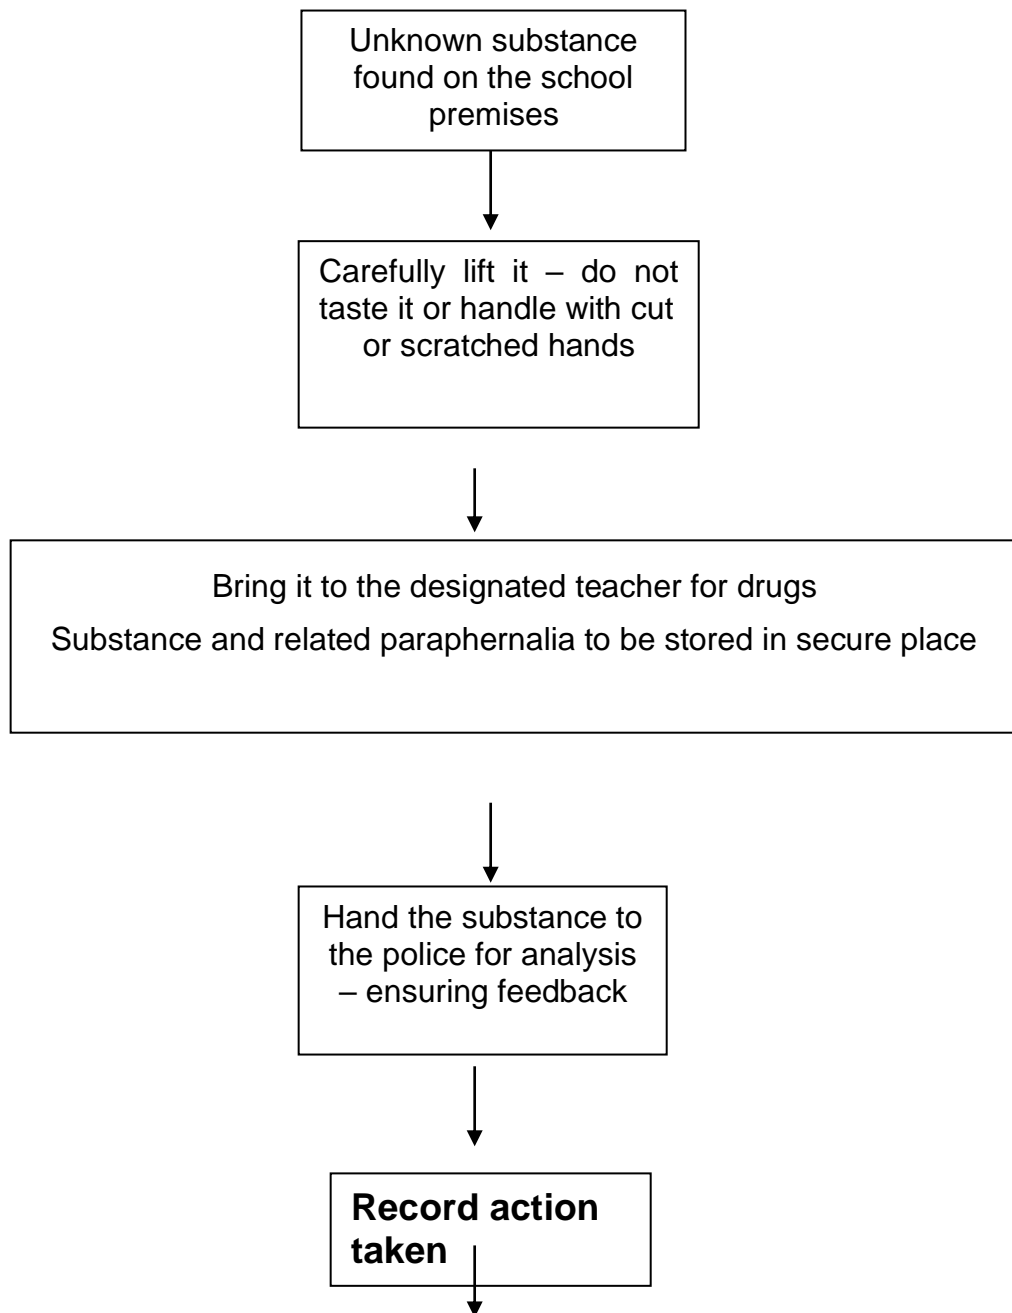 Unknown substance
found on the school
premises
Carefully lift it – do not
taste it or handle with cut
or scratched hands
Bring it to the designated teacher for drugs
Substance and related paraphernalia to be stored in secure place
Hand the substance to
the police for analysis
– ensuring feedback
Record action
taken